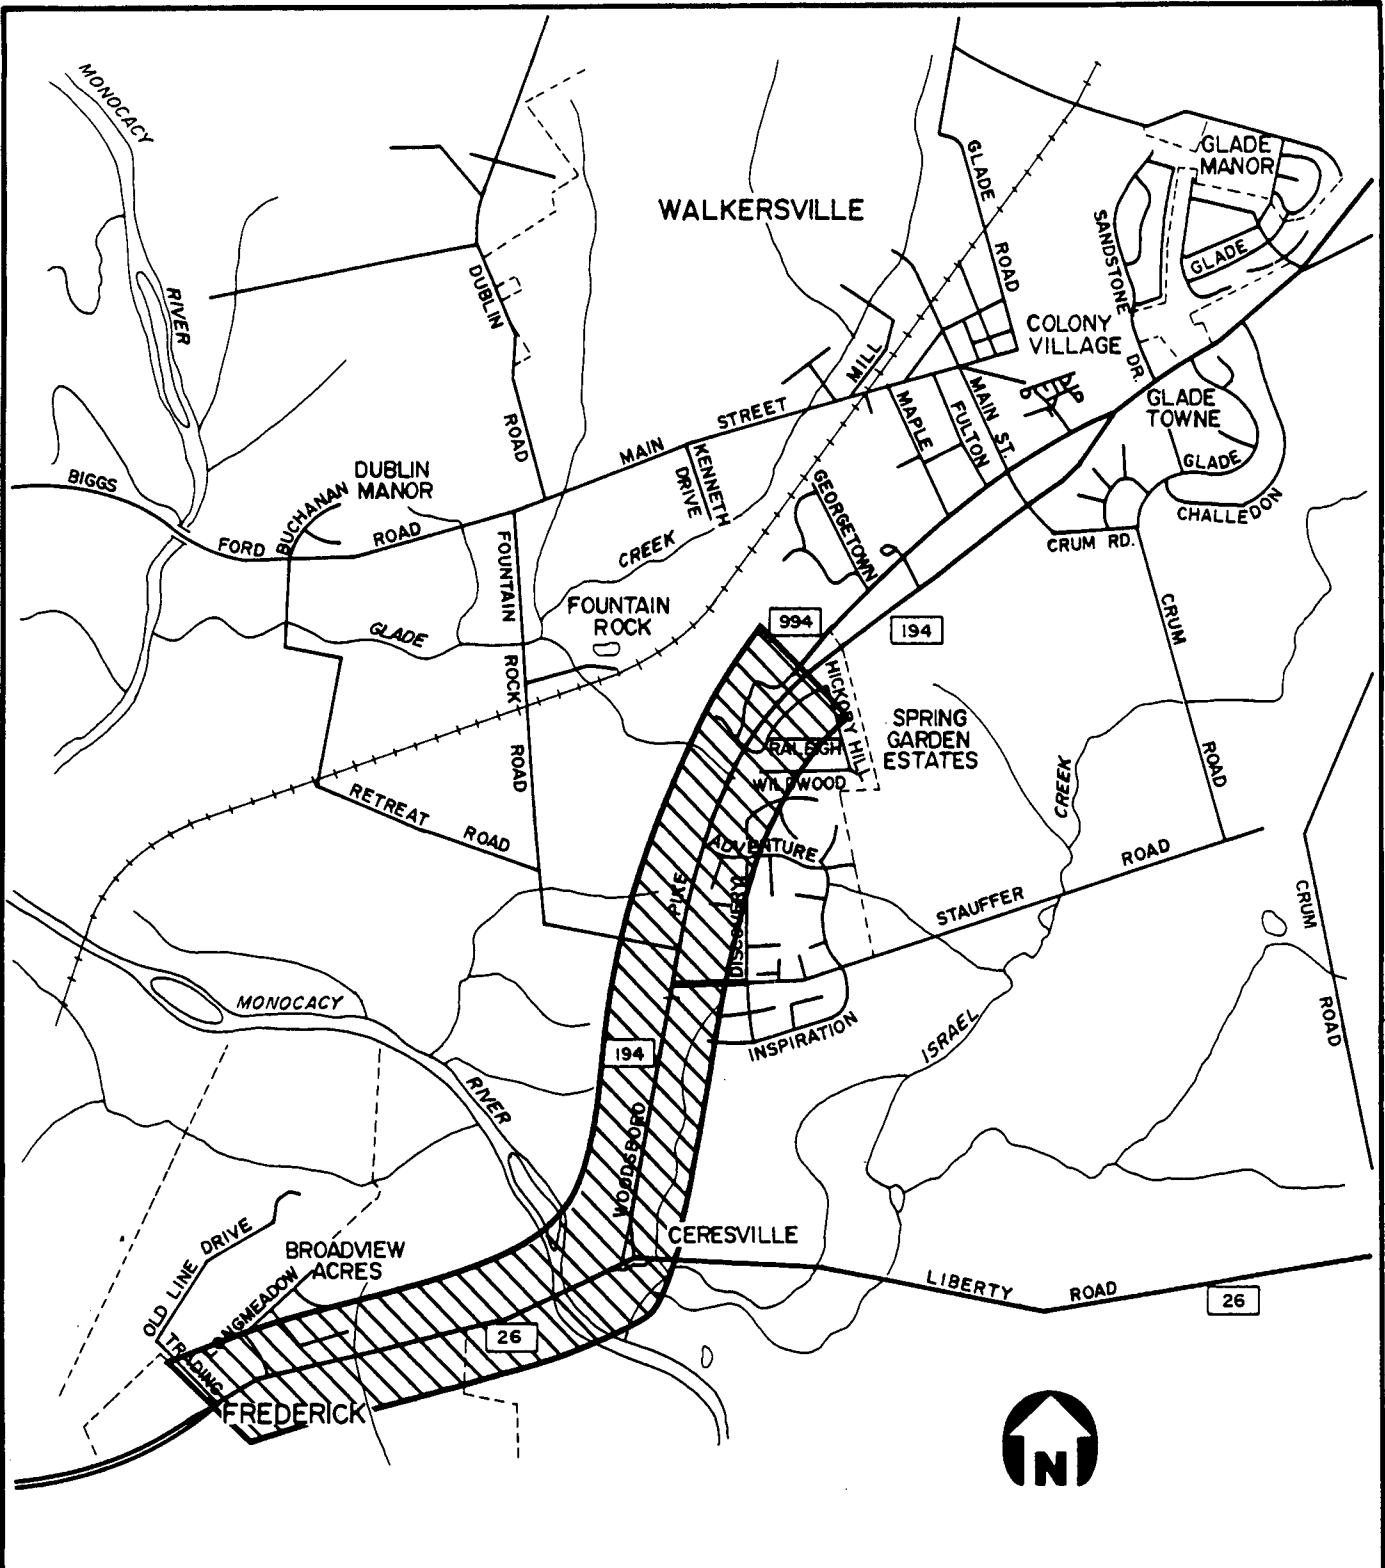 MONOCACY
RIVER
WALKERSVILLE
GLADE
ROAD
GLADE
MANOR
SANDSTONE
DR.
GLADE
COLONY
VILLAGE
DUBLIN
ROAD
MILL
MAIN STREET
MAIN ST.
MAPLE
FULTON
GLADE
TOWNE
GLADE
CHALLEDON
CRUM RD.
KENNETH
DRIVE
GEORGETOWN
BIGGS
FORD
ROAD
BUCHANAN
DUBLIN
MANOR
CREEK
FOUNTAIN
ROCK
ROAD
FOUNTAIN
ROCK
GLADE
994
194
HICKORY HILL
SPRING
GARDEN
ESTATES
RALEIGH
WILDWOOD
CRUM
ROAD
CREEK
RETREAT
ROAD
ADVENTURE
PIKE
DISCOVERY
STAUFFER
ROAD
CRUM
ROAD
MONOCACY
RIVER
INSPIRATION
ISRAEL
194
WOODSBORO
CERESVILLE
OLD LINE DRIVE
BROADVIEW
ACRES
LONGMEADOW
TRADING
LIBERTY
ROAD
26
26
FREDERICK
N